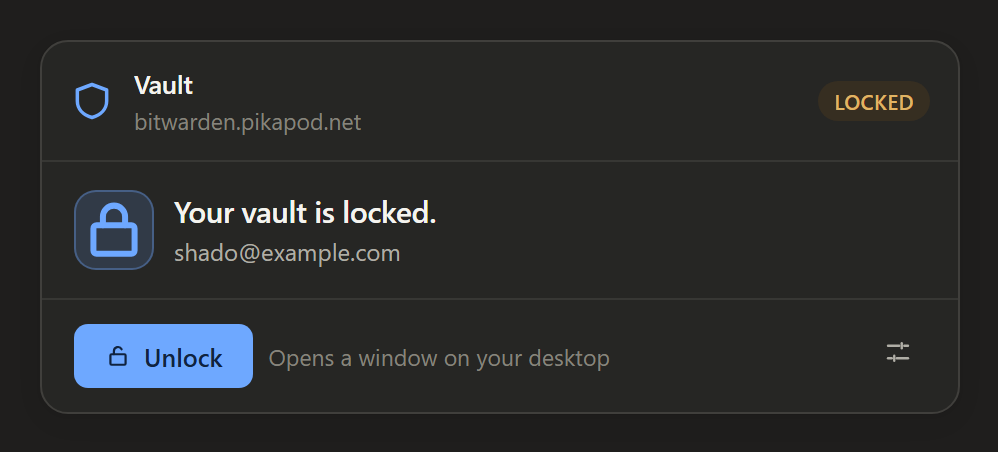 Vault
bitwarden.pikapod.net
LOCKED
Your vault is locked.
shado@example.com
Unlock
Opens a window on your desktop